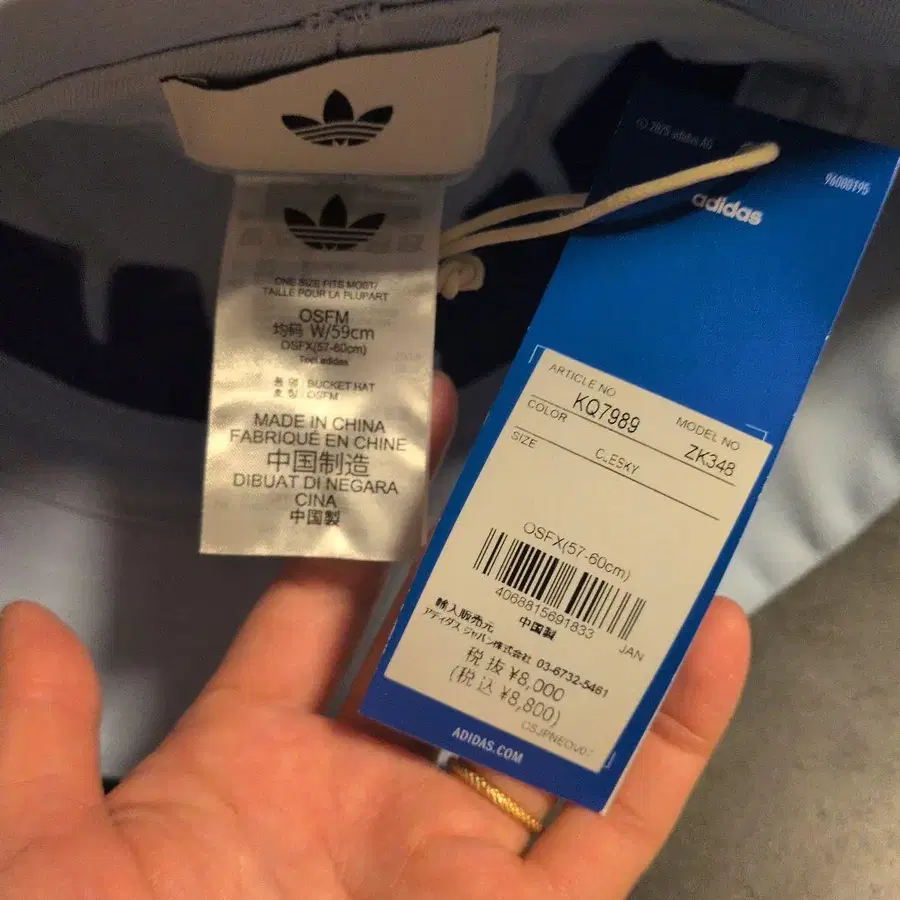 ONE SIZE FITS MOST/
TAILLE POUR LA PLUPART
OSFM
均码 W/59cm
OSFX(57-60cm)
BUCKET HAT
OSFM
MADE IN CHINA
FABRIQUÉ EN CHINE
中国制造
DIBUAT DI NEGARA
CINA
中国製
© 2025 adidas AG
96000195
adidas
ARTICLE NO
KQ7989
MODEL NO
ZK348
COLOR
CLESKY
SIZE
OSFX(57-60cm)
4068815691833
JAN
中国製
輸入販売元
アディダス ジャパン株式会社 03-6732-5461
税抜 ¥8,000
(税込 ¥8,800)
ADIDAS.COM